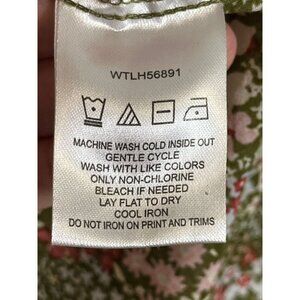 WTLH56891
MACHINE WASH COLD INSIDE OUT
GENTLE CYCLE
WASH WITH LIKE COLORS
ONLY NON-CHLORINE
BLEACH IF NEEDED
LAY FLAT TO DRY
COOL IRON
DO NOT IRON ON PRINT AND TRIMS